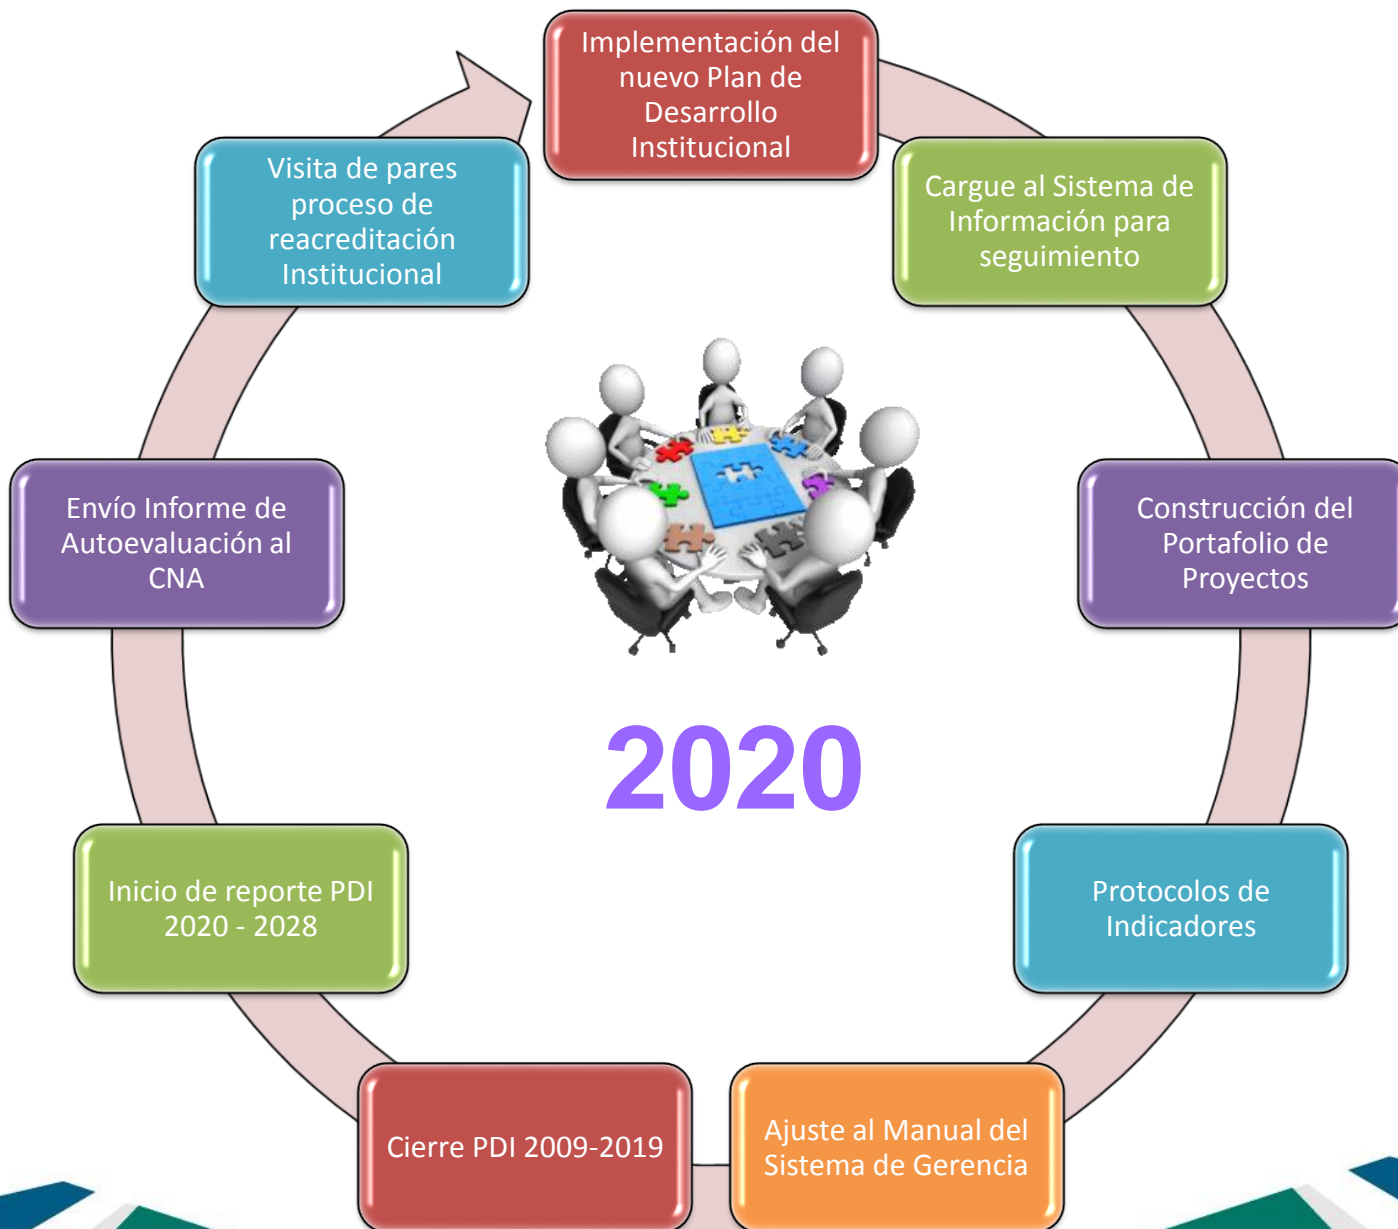 Implementación del
nuevo Plan de
Desarrollo
Institucional
Cargue al Sistema de
Información para
seguimiento
Construcción del
Portafolio de
Proyectos
Protocolos de
Indicadores
Ajuste al Manual del
Sistema de Gerencia
Cierre PDI 2009-2019
Inicio de reporte PDI
2020 - 2028
Envío Informe de
Autoevaluación al
CNA
Visita de pares
proceso de
reacreditación
Institucional
2020